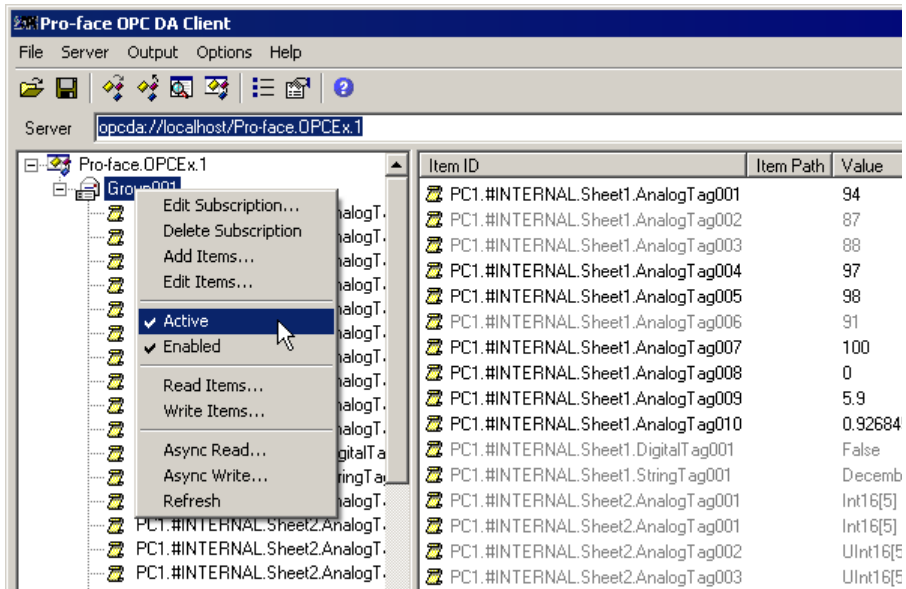 Pro-face OPC DA Client
File Server Output Options Help
Server opcda://localhost/Pro-face.OPCEx.1
Pro-face.OPCEx.1
Group001
Edit Subscription...
Delete Subscription
Add Items...
Edit Items...
Active
Enabled
Read Items...
Write Items...
Async Read...
Async Write...
Refresh
PC1.#INTERNAL.Sheet2.AnalogT
PC1.#INTERNAL.Sheet2.AnalogT
PC1.#INTERNAL.Sheet2.AnalogT
Item ID Item Path Value
PC1.#INTERNAL.Sheet1.AnalogTag001 94
PC1.#INTERNAL.Sheet1.AnalogTag002 87
PC1.#INTERNAL.Sheet1.AnalogTag003 88
PC1.#INTERNAL.Sheet1.AnalogTag004 97
PC1.#INTERNAL.Sheet1.AnalogTag005 98
PC1.#INTERNAL.Sheet1.AnalogTag006 91
PC1.#INTERNAL.Sheet1.AnalogTag007 100
PC1.#INTERNAL.Sheet1.AnalogTag008 0
PC1.#INTERNAL.Sheet1.AnalogTag009 5.9
PC1.#INTERNAL.Sheet1.AnalogTag010 0.92684
PC1.#INTERNAL.Sheet1.DigitalTag001 False
PC1.#INTERNAL.Sheet1.StringTag001 Decemb
PC1.#INTERNAL.Sheet2.AnalogTag001 Int16[5]
PC1.#INTERNAL.Sheet2.AnalogTag001 Int16[5]
PC1.#INTERNAL.Sheet2.AnalogTag002 UInt16[5
PC1.#INTERNAL.Sheet2.AnalogTag003 UInt16[5